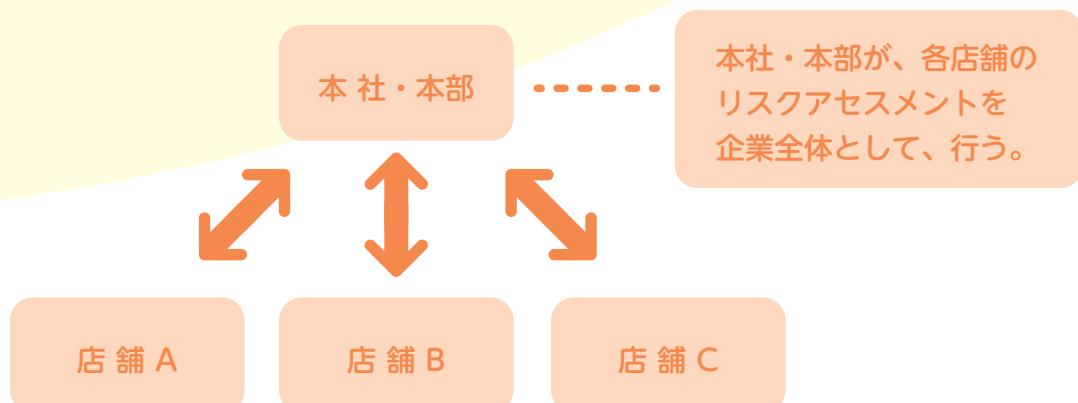 本 社・本部
本社・本部が、各店舗の
リスクアセスメントを
企業全体として、行う。
店 舗 A
店 舗 B
店 舗 C